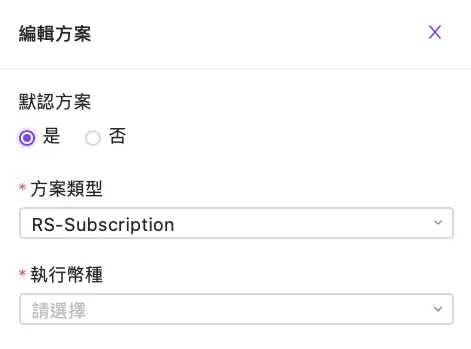 編輯方案
默認方案
是 否
* 方案類型
RS-Subscription
* 執行幣種
請選擇